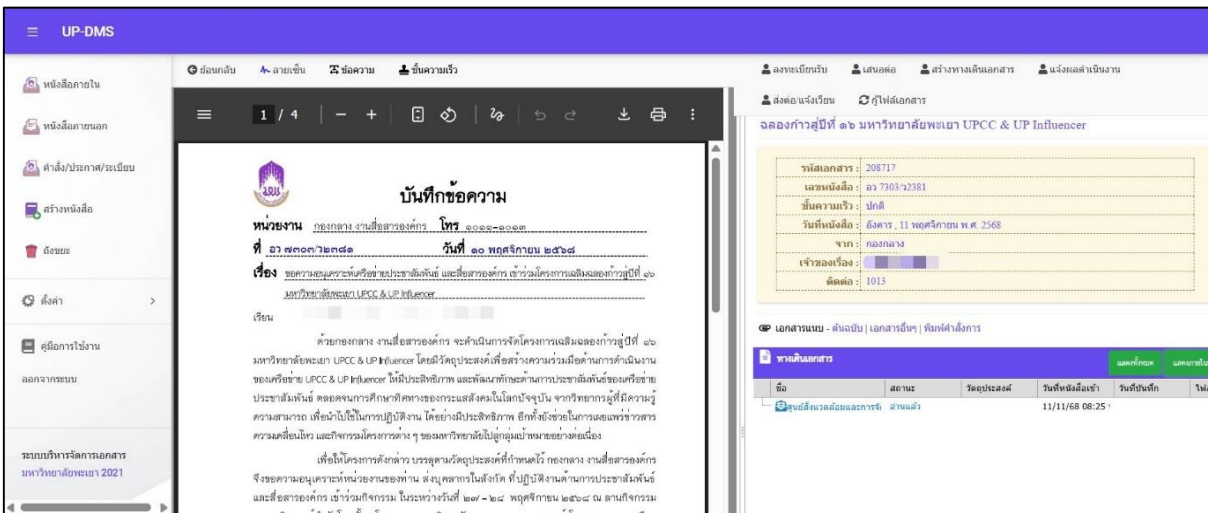 UP-DMS
หนังสือภายใน
หนังสือภายนอก
คำสั่ง/ประกาศ/ระเบียบ
สร้างหนังสือ
ถังขยะ
ตั้งค่า
คู่มือการใช้งาน
ออกจากระบบ
ระบบบริหารจัดการเอกสาร
มหาวิทยาลัยพะเยา 2021
ย้อนกลับ ลายเซ็น ข้อความ ชั้นความเร็ว
1 / 4
บันทึกข้อความ
หน่วยงาน กองกลาง งานสื่อสารองค์กร โทร ๑๐๑๑-๑๐๑๓
ที่ อว ๗๓๐๓/ว๒๓๘๑ วันที่ ๑๐ พฤศจิกายน ๒๕๖๘
เรื่อง ขอความอนุเคราะห์เครือข่ายประชาสัมพันธ์ และสื่อสารองค์กร เข้าร่วมโครงการเฉลิมฉลองก้าวสู่ปีที่ ๑๖
มหาวิทยาลัยพะเยา UPCC & UP Influencer
เรียน
ด้วยกองกลาง งานสื่อสารองค์กร จะดำเนินการจัดโครงการเฉลิมฉลองก้าวสู่ปีที่ ๑๖
มหาวิทยาลัยพะเยา UPCC & UP Influencer โดยมีวัตถุประสงค์เพื่อสร้างความร่วมมือด้านการดำเนินงาน
ของเครือข่าย UPCC & UP Influencer ให้มีประสิทธิภาพ และพัฒนาทักษะด้านการประชาสัมพันธ์ของเครือข่าย
ประชาสัมพันธ์ ตลอดจนการศึกษาทิศทางของกระแสสังคมในโลกปัจจุบัน จากวิทยากรผู้ที่มีความรู้
ความสามารถ เพื่อนำไปใช้ในการปฏิบัติงาน ได้อย่างมีประสิทธิภาพ อีกทั้งยังช่วยในการเผยแพร่ข่าวสาร
ความเคลื่อนไหว และกิจกรรมโครงการต่าง ๆ ของมหาวิทยาลัยไปสู่กลุ่มเป้าหมายอย่างต่อเนื่อง
เพื่อให้โครงการดังกล่าว บรรลุตามวัตถุประสงค์ที่กำหนดไว้ กองกลาง งานสื่อสารองค์กร
จึงขอความอนุเคราะห์หน่วยงานของท่าน ส่งบุคลากรในสังกัด ที่ปฏิบัติงานด้านการประชาสัมพันธ์
และสื่อสารองค์กร เข้าร่วมกิจกรรม ในระหว่างวันที่ ๒๗ – ๒๘ พฤศจิกายน ๒๕๖๘ ณ ลานกิจกรรม
ลงทะเบียนรับ เสนอต่อ สร้างทางเดินเอกสาร แจ้งผลดำเนินงาน
ส่งต่อ/แจ้งเวียน กู้ไฟล์เอกสาร
ฉลองก้าวสู่ปีที่ ๑๖ มหาวิทยาลัยพะเยา UPCC & UP Influencer
รหัสเอกสาร : 208717
เลขหนังสือ : อว 7303/ว2381
ชั้นความเร็ว : ปกติ
วันที่หนังสือ : อังคาร , 11 พฤศจิกายน พ.ศ. 2568
จาก : กองกลาง
เจ้าของเรื่อง :
ติดต่อ : 1013
เอกสารแนบ - ต้นฉบับ | เอกสารอื่นๆ | พิมพ์คำสั่งการ
ทางเดินเอกสาร แสดงทั้งหมด แสดงภายใน
ชื่อ สถานะ วัตถุประสงค์ วันที่หนังสือเข้า วันที่บันทึก ไฟล์
ศูนย์สิ่งแวดล้อมและการจั อ่านแล้ว 11/11/68 08:25